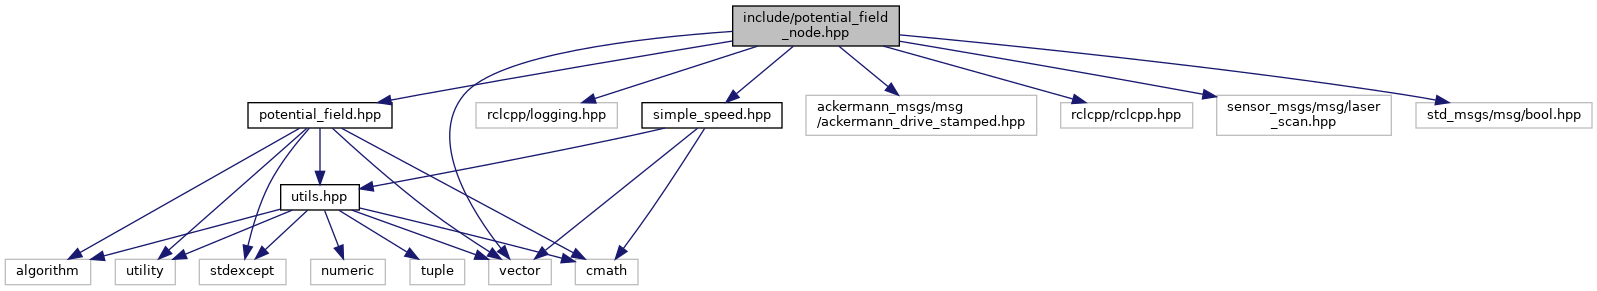 include/potential_field
_node.hpp
potential_field.hpp
rclcpp/logging.hpp
simple_speed.hpp
ackermann_msgs/msg
/ackermann_drive_stamped.hpp
rclcpp/rclcpp.hpp
sensor_msgs/msg/laser
_scan.hpp
std_msgs/msg/bool.hpp
utils.hpp
algorithm
utility
stdexcept
numeric
tuple
vector
cmath